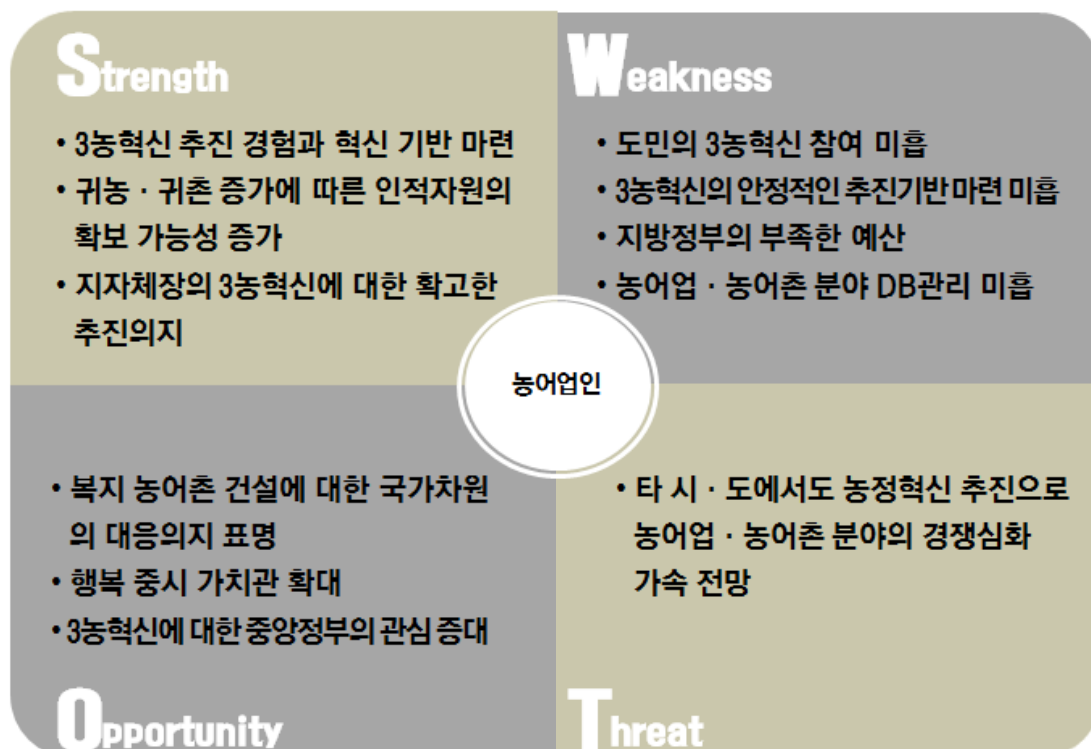 Strength
• 3농혁신 추진 경험과 혁신 기반 마련
• 귀농 · 귀촌 증가에 따른 인적자원의
확보 가능성 증가
• 지자체장의 3농혁신에 대한 확고한
추진의지
Weakness
• 도민의 3농혁신 참여 미흡
• 3농혁신의 안정적인 추진기반마련 미흡
• 지방정부의 부족한 예산
• 농어업 · 농어촌 분야 DB관리 미흡
농어업인
• 복지 농어촌 건설에 대한 국가차원
의 대응의지 표명
• 행복 중시 가치관 확대
• 3농혁신에 대한 중앙정부의 관심 증대
Opportunity
• 타 시 · 도에서도 농정혁신 추진으로
농어업 · 농어촌 분야의 경쟁심화
가속 전망
Threat